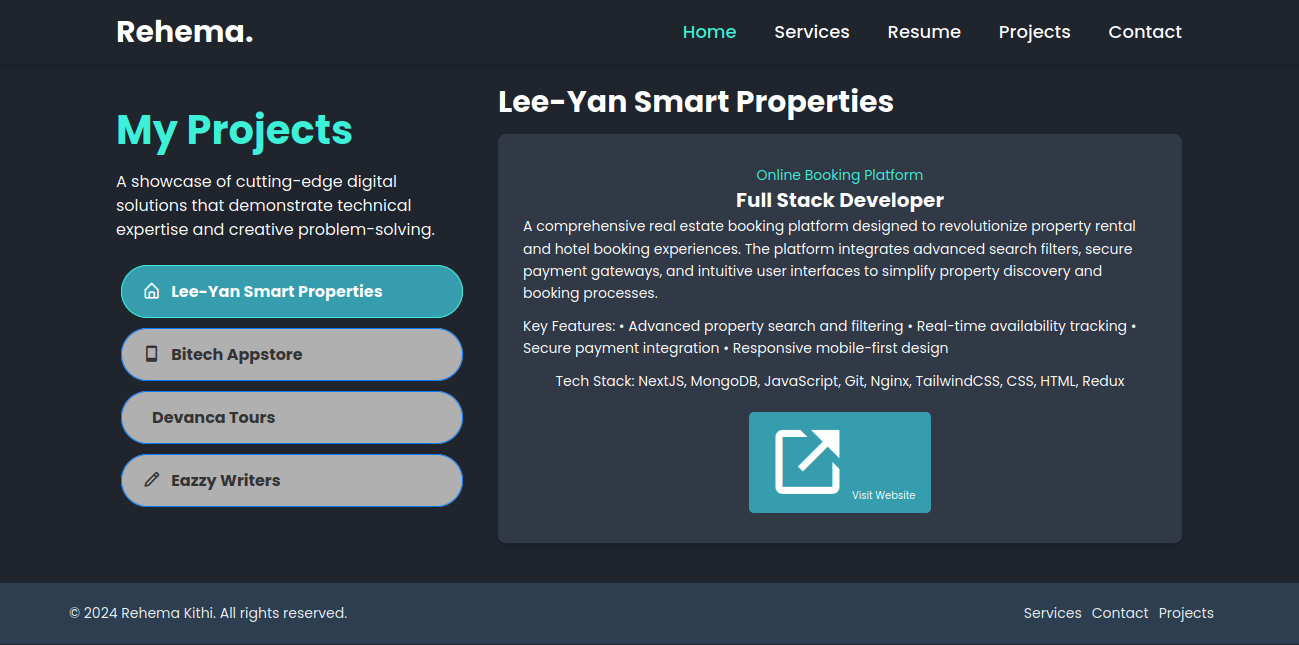 Rehema.
Home Services Resume Projects Contact
My Projects
A showcase of cutting-edge digital
solutions that demonstrate technical
expertise and creative problem-solving.
Lee-Yan Smart Properties
Bitech Appstore
Devanca Tours
Eazzy Writers
Lee-Yan Smart Properties
Online Booking Platform
Full Stack Developer
A comprehensive real estate booking platform designed to revolutionize property rental
and hotel booking experiences. The platform integrates advanced search filters, secure
payment gateways, and intuitive user interfaces to simplify property discovery and
booking processes.
Key Features: • Advanced property search and filtering • Real-time availability tracking •
Secure payment integration • Responsive mobile-first design
Tech Stack: NextJS, MongoDB, JavaScript, Git, Nginx, TailwindCSS, CSS, HTML, Redux
Visit Website
© 2024 Rehema Kithi. All rights reserved.
Services Contact Projects